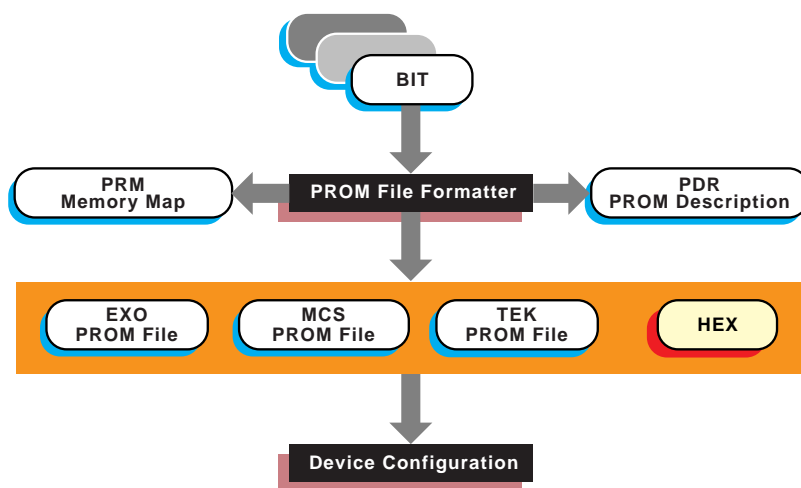 BIT
PRM
Memory Map
PROM File Formatter
PDR
PROM Description
EXO
PROM File
MCS
PROM File
TEK
PROM File
HEX
Device Configuration